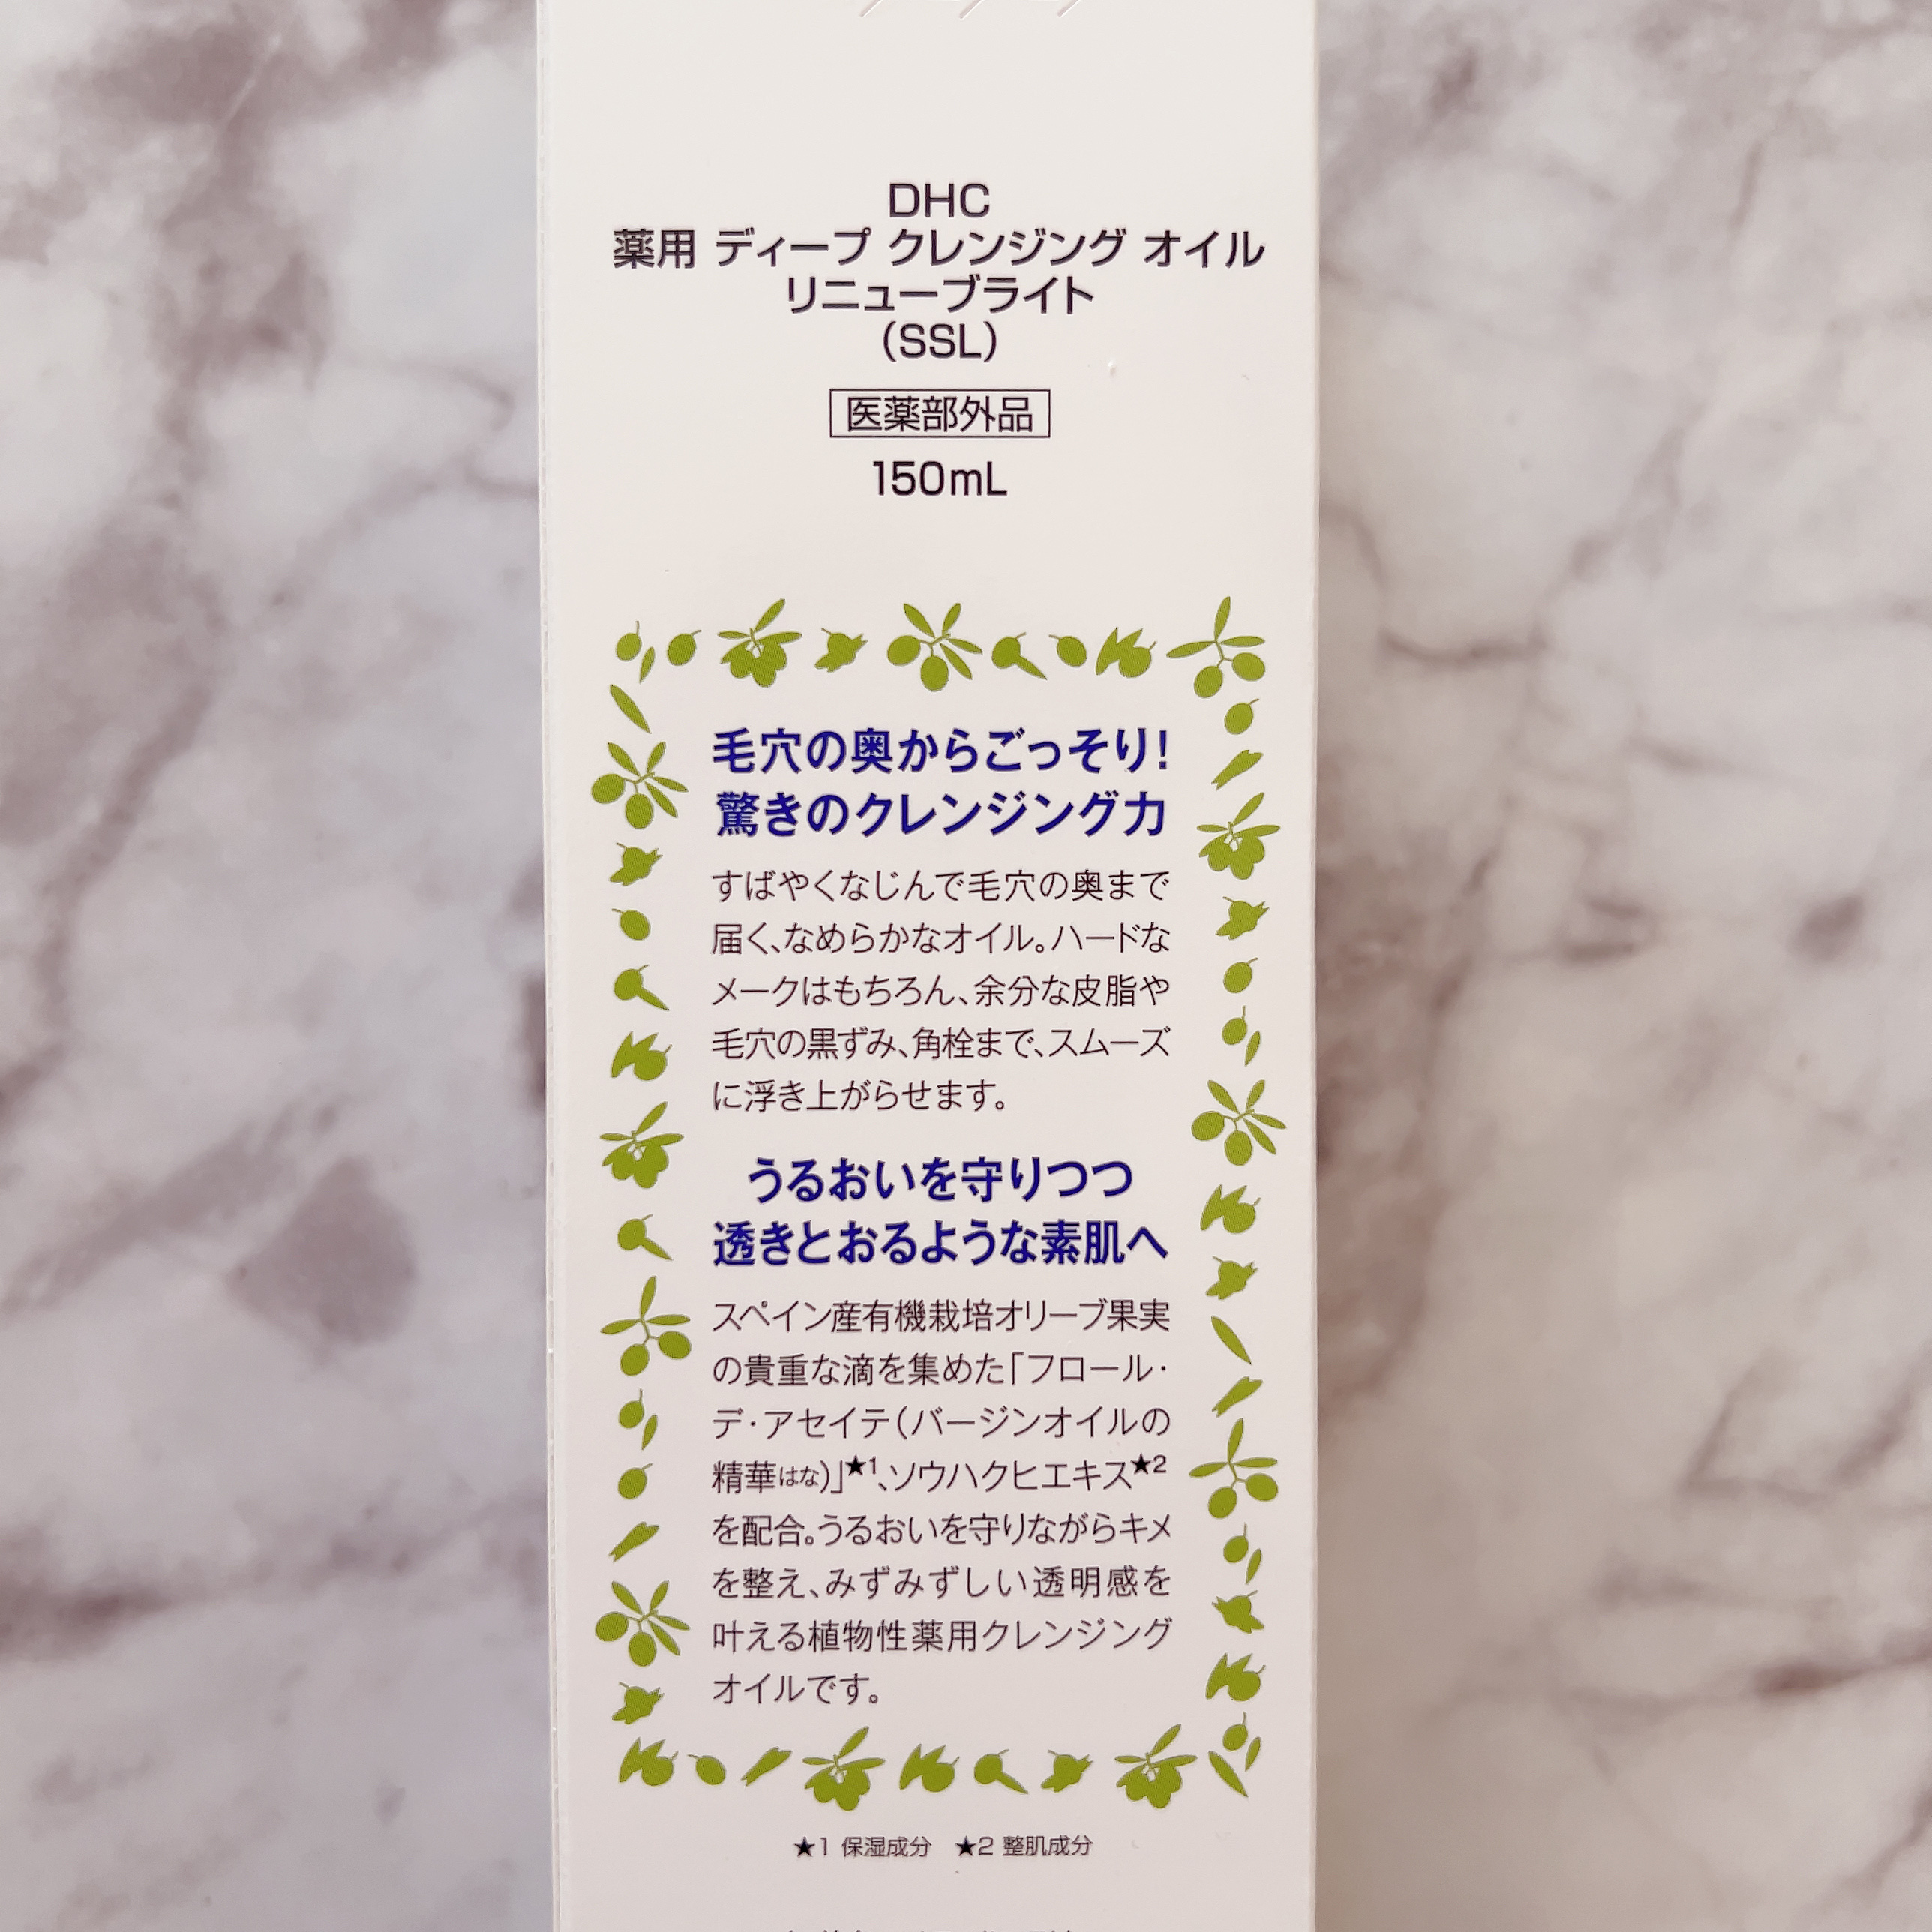 DHC
薬用 ディープ クレンジング オイル
リニューブライト
(SSL)
医薬部外品
150mL
毛穴の奥からごっそり!
驚きのクレンジング力
すばやくなじんで毛穴の奥まで
届く、なめらかなオイル。ハードな
メークはもちろん、余分な皮脂や
毛穴の黒ずみ、角栓まで、スムーズ
に浮き上がらせます。
うるおいを守りつつ
透きとおるような素肌へ
スペイン産有機栽培オリーブ果実
の貴重な滴を集めた「フロール・
デ・アセイテ(バージンオイルの
精華はな)」★1、ソウハクヒエキス★2
を配合。うるおいを守りながらキメ
を整え、みずみずしい透明感を
叶える植物性薬用クレンジング
オイルです。
★1 保湿成分 ★2 整肌成分